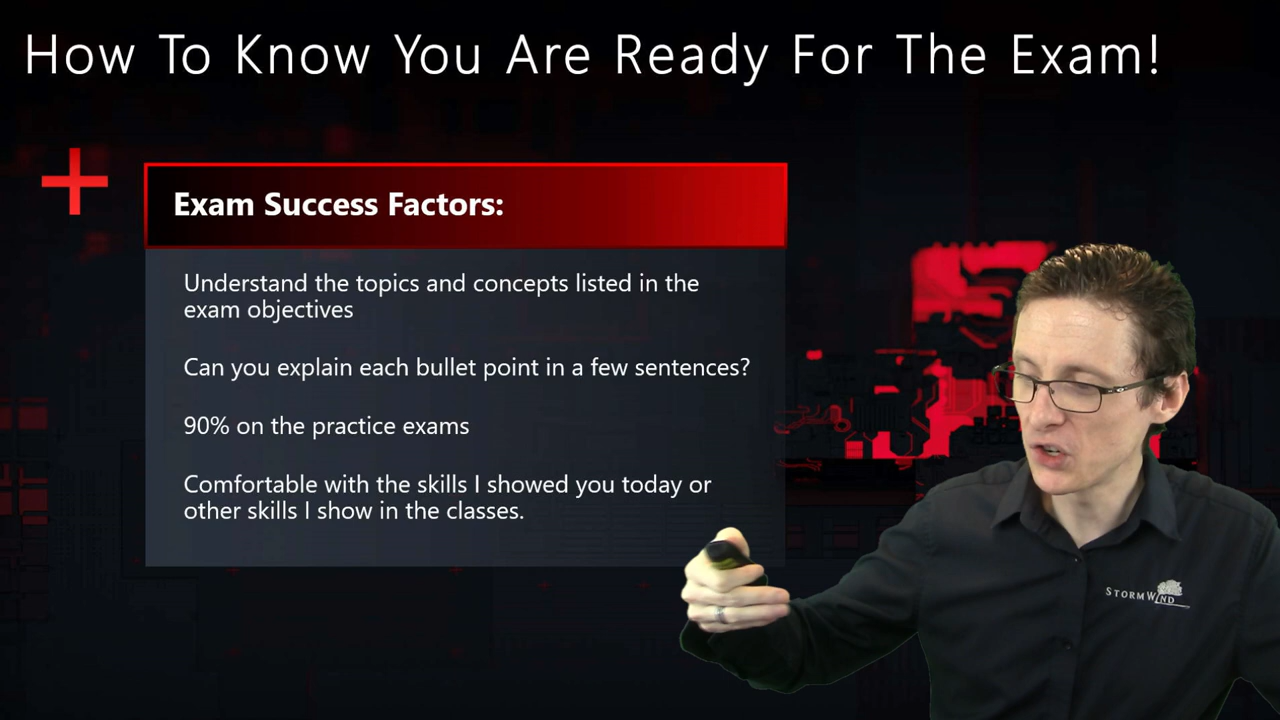 How To Know You Are Ready For The Exam!
Exam Success Factors:
Understand the topics and concepts listed in the
exam objectives
Can you explain each bullet point in a few sentences?
90% on the practice exams
Comfortable with the skills I showed you today or
other skills I show in the classes.
STORMWIND